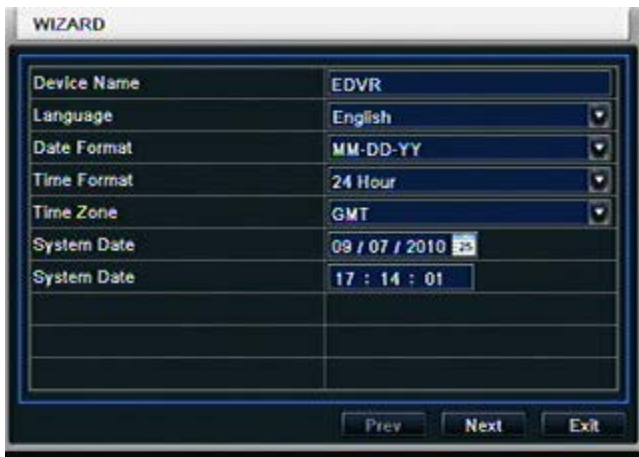 WIZARD
Device Name EDVR
Language English
Date Format MM-DD-YY
Time Format 24 Hour
Time Zone GMT
System Date 09 / 07 / 2010 25
System Date 17 : 14 : 01
Prev Next Exit